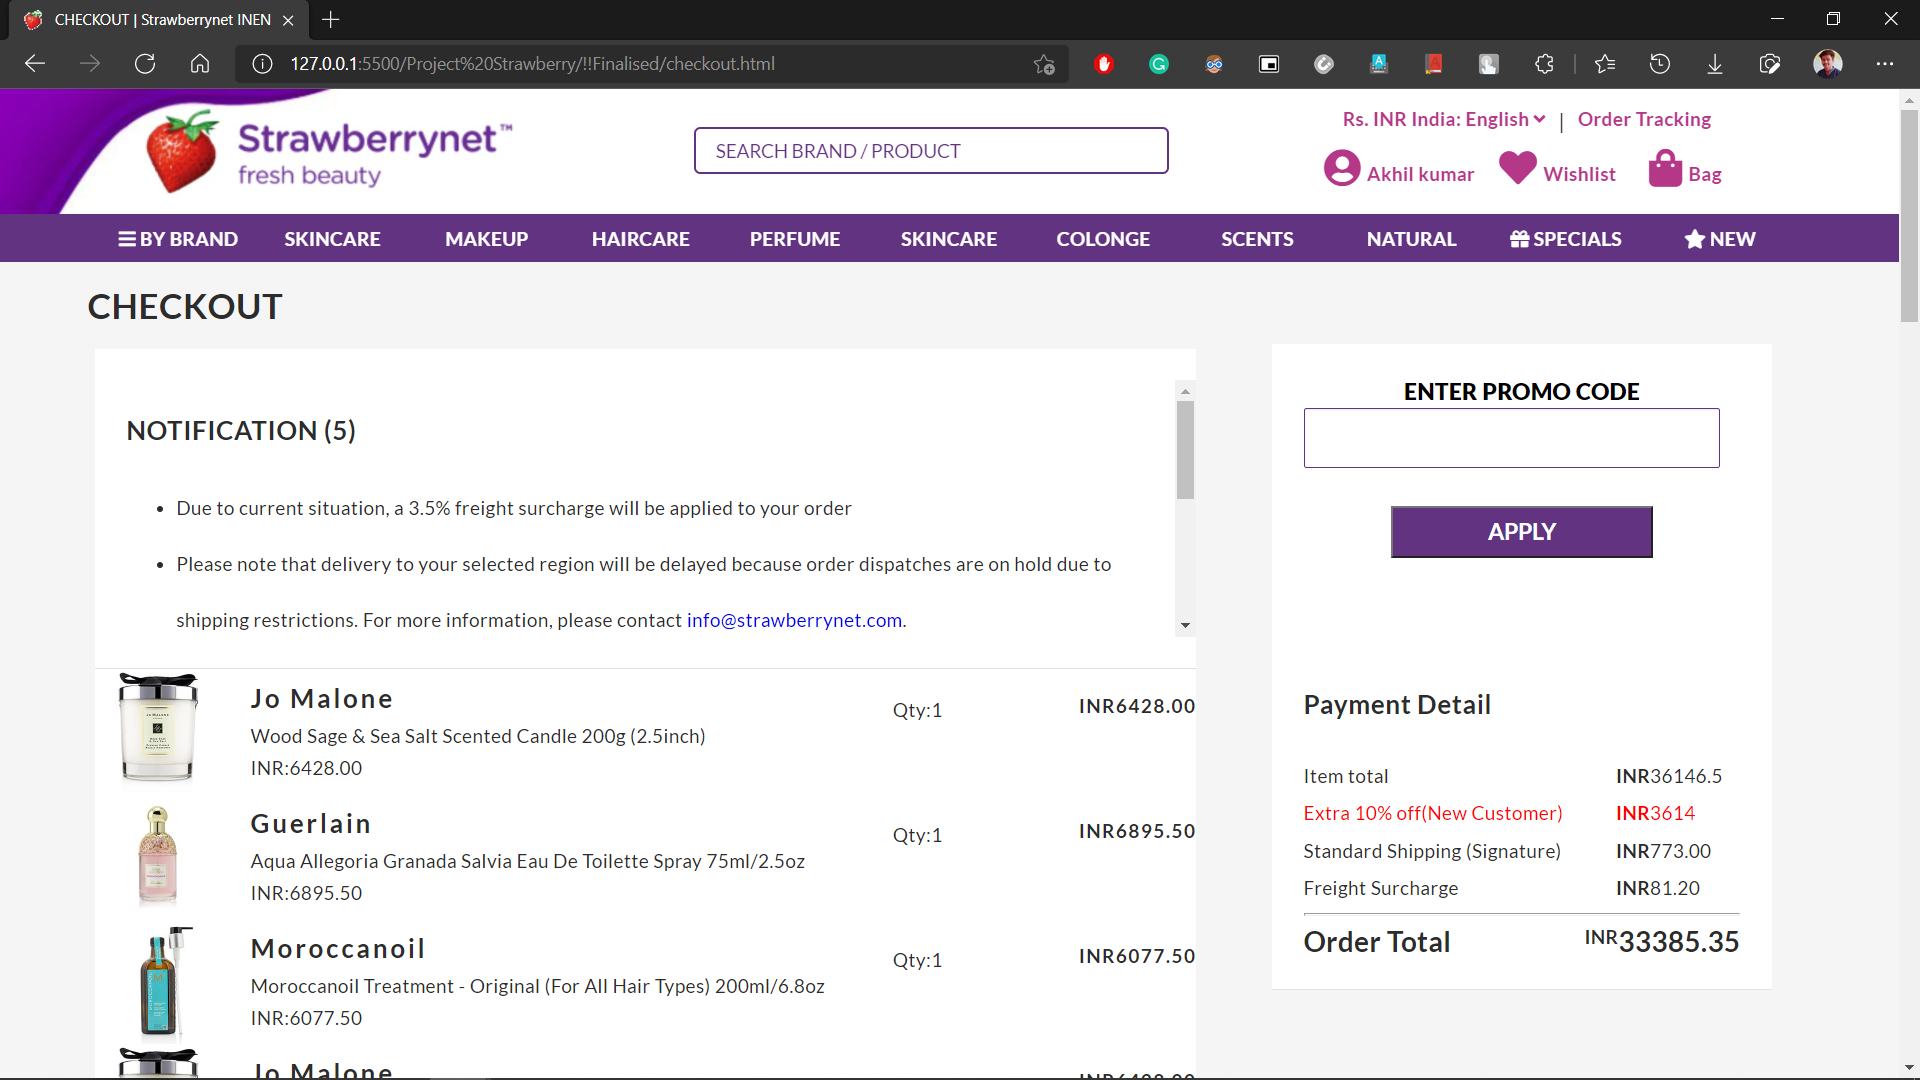 CHECKOUT | Strawberrynet INEN
127.0.0.1:5500/Project%20Strawberry/!!Finalised/checkout.html
Strawberrynet™
fresh beauty
SEARCH BRAND / PRODUCT
Rs. INR India: English | Order Tracking
Akhil kumar Wishlist Bag
BY BRAND SKINCARE MAKEUP HAIRCARE PERFUME SKINCARE COLONGE SCENTS NATURAL SPECIALS NEW
CHECKOUT
NOTIFICATION (5)
• Due to current situation, a 3.5% freight surcharge will be applied to your order
• Please note that delivery to your selected region will be delayed because order dispatches are on hold due to
shipping restrictions. For more information, please contact info@strawberrynet.com.
Jo Malone
Wood Sage & Sea Salt Scented Candle 200g (2.5inch)
INR:6428.00
Qty:1
INR6428.00
Guerlain
Aqua Allegoria Granada Salvia Eau De Toilette Spray 75ml/2.5oz
INR:6895.50
Qty:1
INR6895.50
Moroccanoil
Moroccanoil Treatment - Original (For All Hair Types) 200ml/6.8oz
INR:6077.50
Qty:1
INR6077.50
Jo Malone
INR6428.00
ENTER PROMO CODE
APPLY
Payment Detail
Item total INR36146.5
Extra 10% off(New Customer) INR3614
Standard Shipping (Signature) INR773.00
Freight Surcharge INR81.20
Order Total INR33385.35